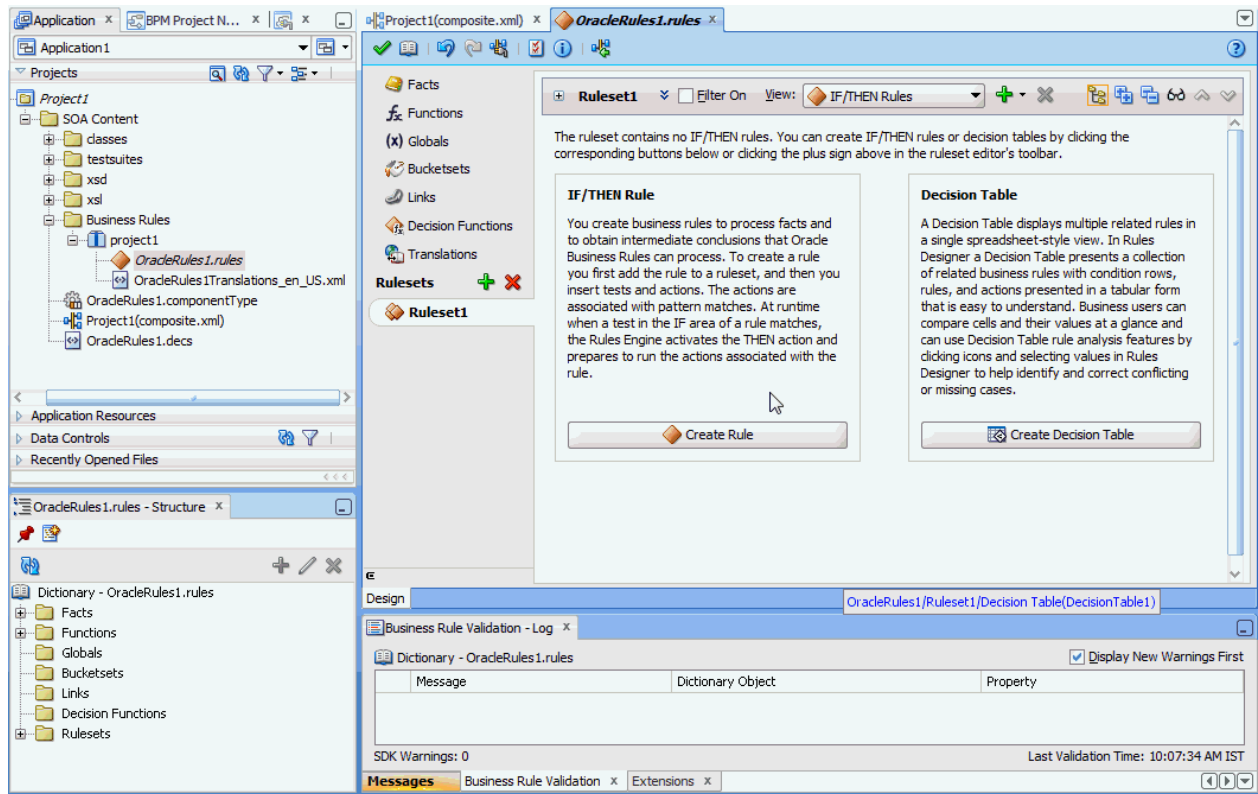 Application
BPM Project N...
Application1
Projects
Project1
SOA Content
classes
testsuites
xsd
xsl
Business Rules
project1
OracleRules1.rules
OracleRules1Translations_en_US.xml
OracleRules1.componentType
Project1(composite.xml)
OracleRules1.decs
Application Resources
Data Controls
Recently Opened Files
OracleRules1.rules - Structure
Dictionary - OracleRules1.rules
Facts
Functions
Globals
Bucketsets
Links
Decision Functions
Rulesets
Project1(composite.xml)
OracleRules1.rules
Facts
Functions
Globals
Bucketsets
Links
Decision Functions
Translations
Rulesets
Ruleset1
Ruleset1
Filter On
View:
IF/THEN Rules
The ruleset contains no IF/THEN rules. You can create IF/THEN rules or decision tables by clicking the
corresponding buttons below or clicking the plus sign above in the ruleset editor's toolbar.
IF/THEN Rule
You create business rules to process facts and
to obtain intermediate conclusions that Oracle
Business Rules can process. To create a rule
you first add the rule to a ruleset, and then you
insert tests and actions. The actions are
associated with pattern matches. At runtime
when a test in the IF area of a rule matches,
the Rules Engine activates the THEN action and
prepares to run the actions associated with the
rule.
Create Rule
Decision Table
A Decision Table displays multiple related rules in
a single spreadsheet-style view. In Rules
Designer a Decision Table presents a collection
of related business rules with condition rows,
rules, and actions presented in a tabular form
that is easy to understand. Business users can
compare cells and their values at a glance and
can use Decision Table rule analysis features by
clicking icons and selecting values in Rules
Designer to help identify and correct conflicting
or missing cases.
Create Decision Table
Design
OracleRules1/Ruleset1/Decision Table(DecisionTable1)
Business Rule Validation - Log
Dictionary - OracleRules1.rules
Display New Warnings First
Message
Dictionary Object
Property
SDK Warnings: 0
Last Validation Time: 10:07:34 AM IST
Messages
Business Rule Validation
Extensions